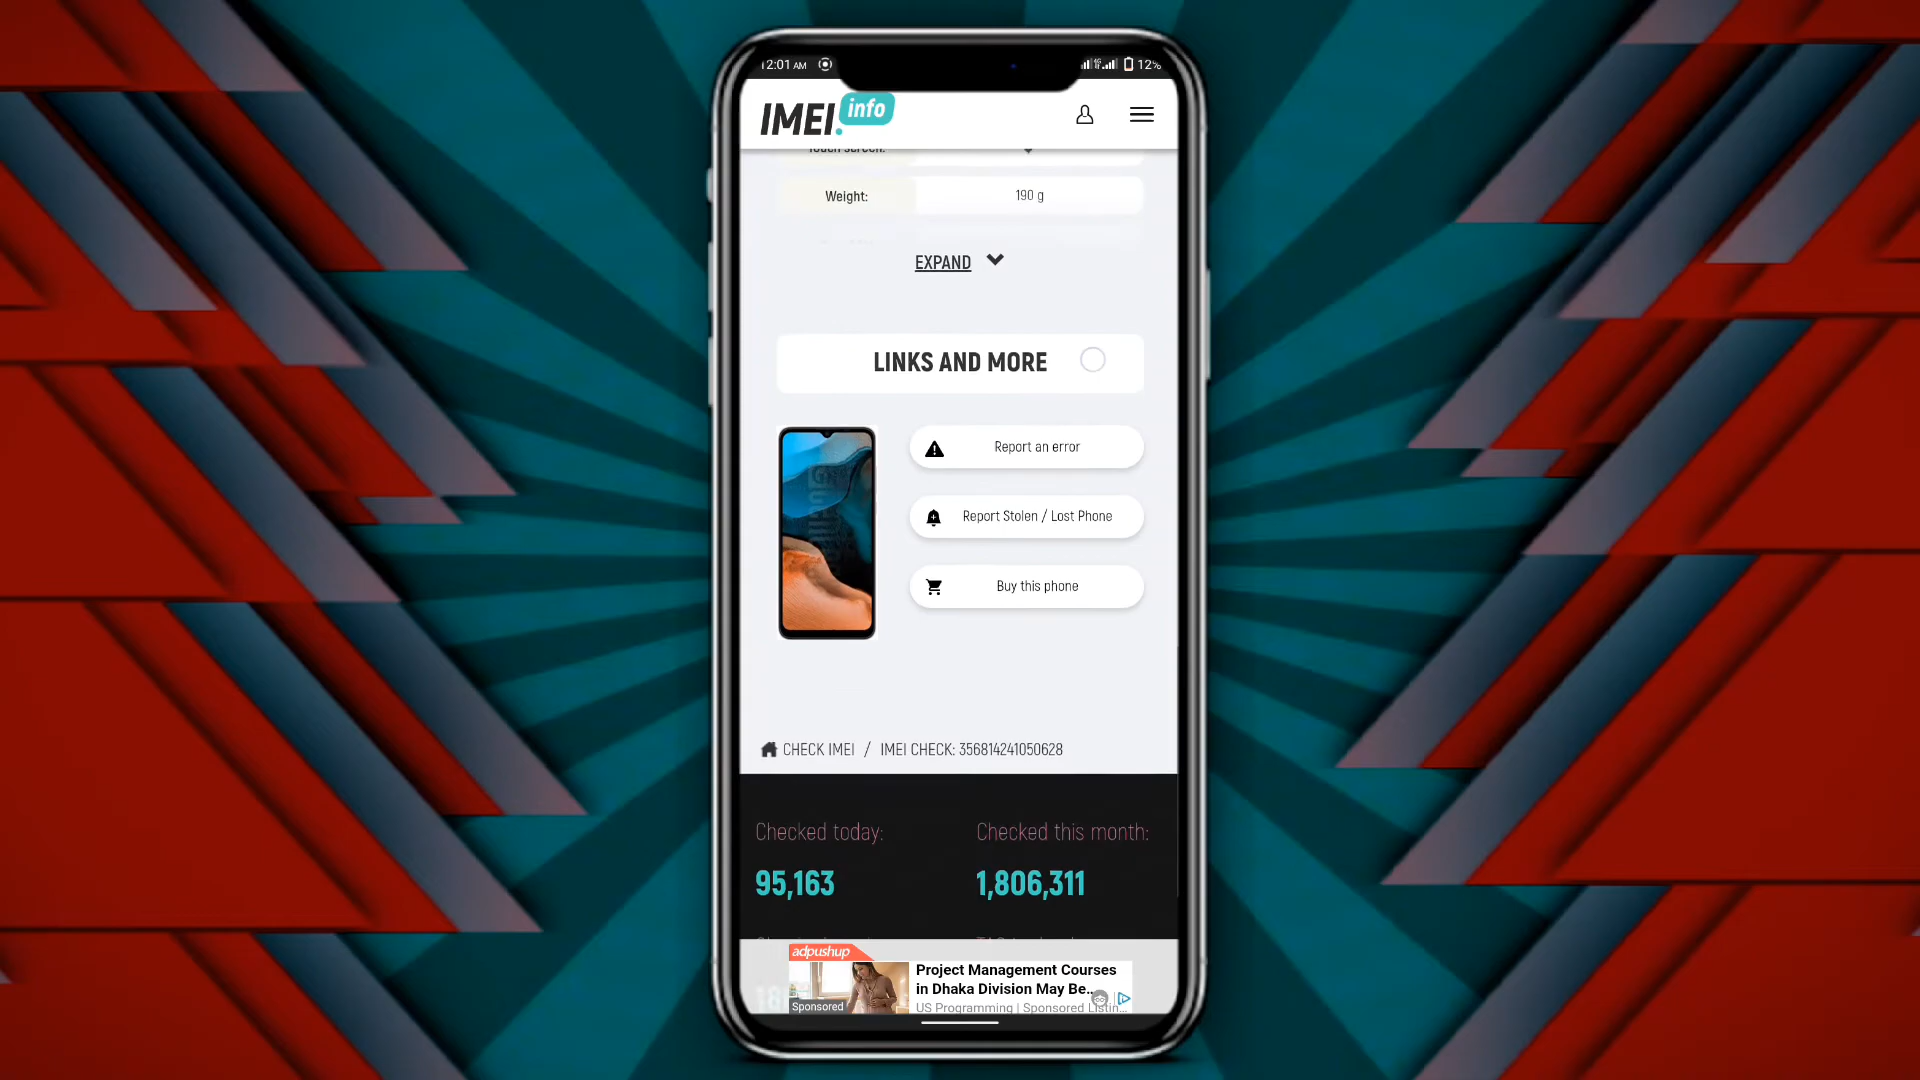 12:01 AM
12%
IMEI.info
Touch screen:
Weight:
190 g
EXPAND
LINKS AND MORE
Report an error
Report Stolen / Lost Phone
Buy this phone
CHECK IMEI / IMEI CHECK: 356814241050628
Checked today:
Checked this month:
95,163
1,806,311
adpushup
Project Management Courses
in Dhaka Division May Be...
Sponsored
US Programming | Sponsored Listin...